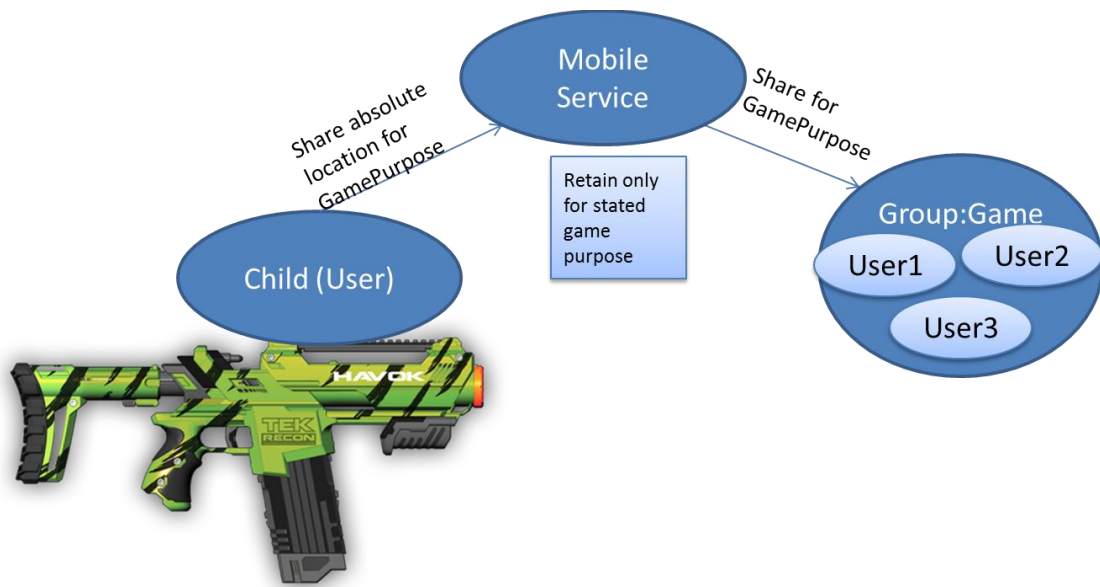 Mobile
Service
Share absolute
location for
GamePurpose
Share for
GamePurpose
Retain only
for stated
game
purpose
Group:Game
User1
User2
User3
Child (User)
HAVOK
TEK
RECON